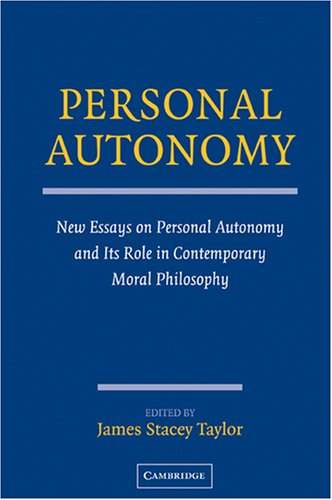 PERSONAL
AUTONOMY
New Essays on Personal Autonomy
and Its Role in Contemporary
Moral Philosophy
EDITED BY
James Stacey Taylor
CAMBRIDGE